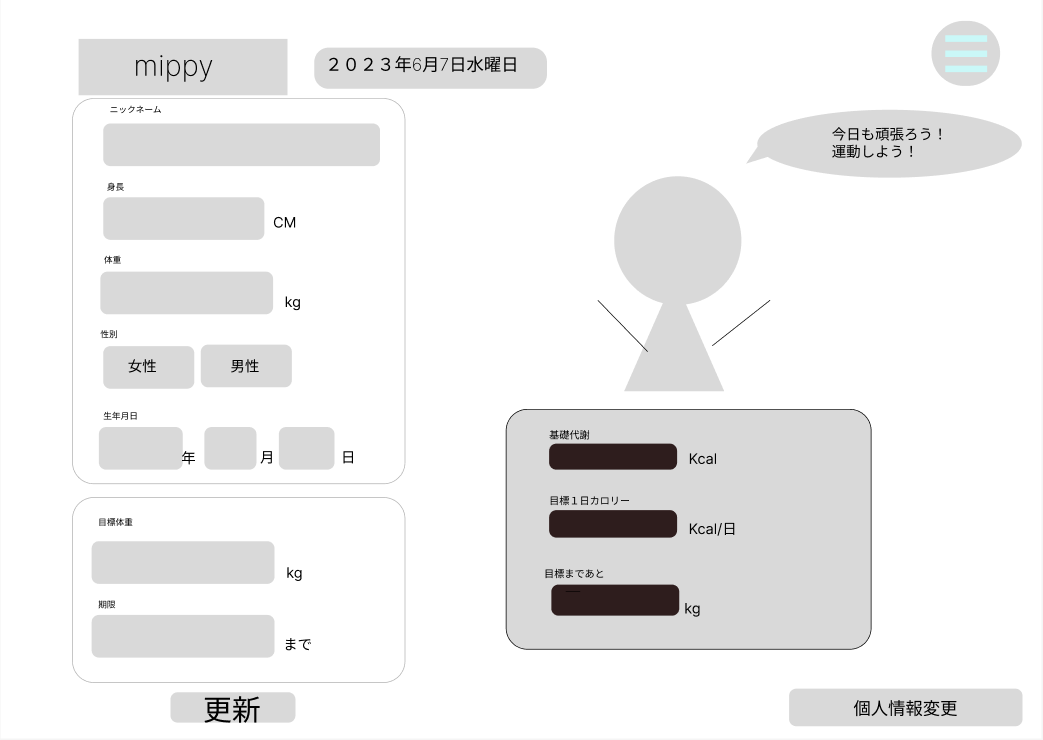 mippy
２０２３年6月7日水曜日
今日も頑張ろう！
運動しよう！
ニックネーム
身長
CM
体重
kg
性別
女性
男性
生年月日
年
月
日
目標体重
kg
期限
まで
更新
基礎代謝
Kcal
目標１日カロリー
Kcal/日
目標まであと
kg
個人情報変更